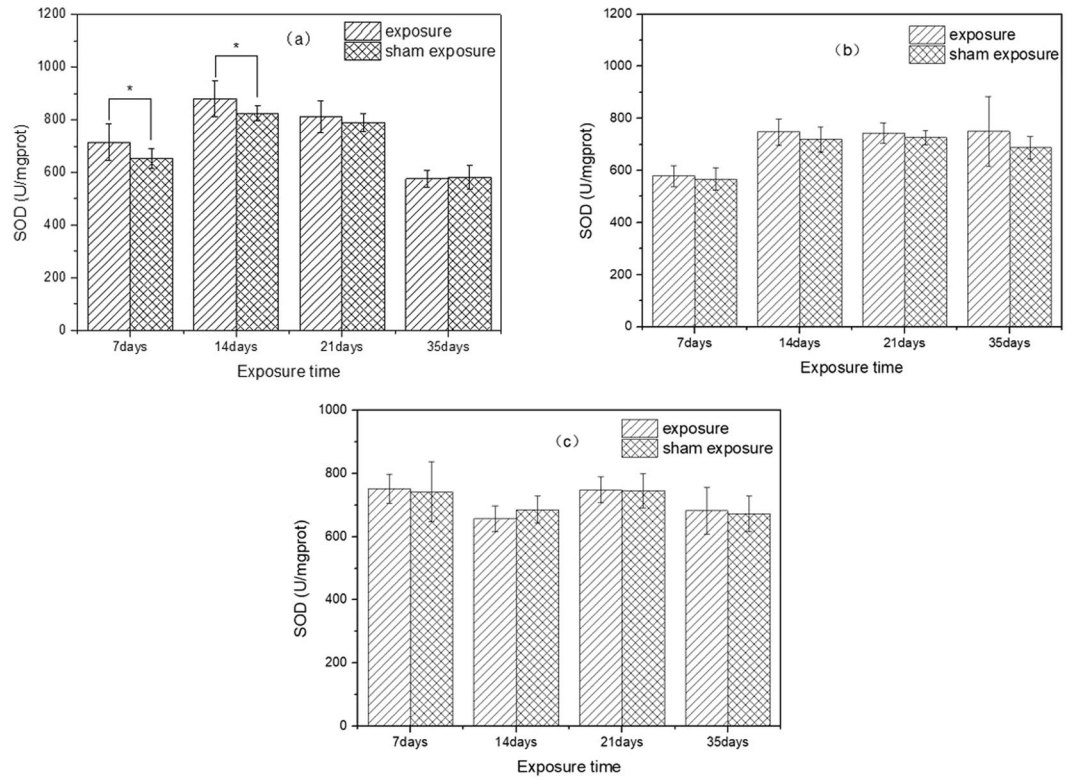 1200
1000
800
600
400
200
0
SOD (U/mgprot)
(a)
exposure
sham exposure
*
*
7days
14days
21days
35days
Exposure time
1200
1000
800
600
400
200
0
SOD (U/mgprot)
(b)
exposure
sham exposure
7days
14days
21days
35days
Exposure time
1000
800
600
400
200
0
SOD (U/mgprot)
(c)
exposure
sham exposure
7days
14days
21days
35days
Exposure time